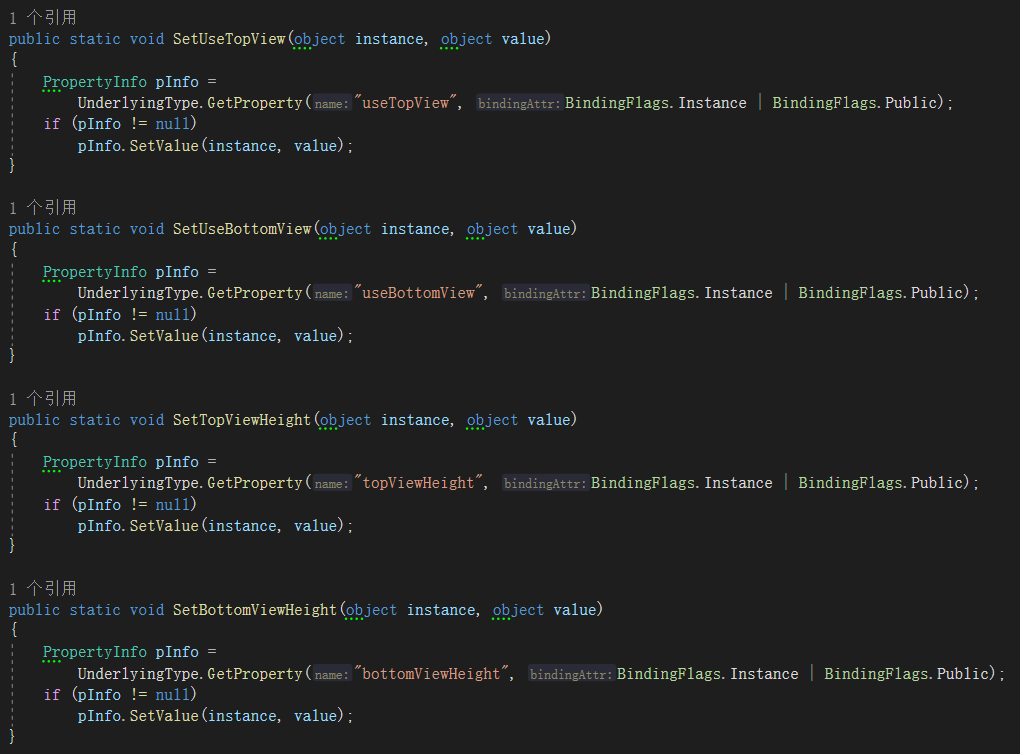 1 个引用
public static void SetUseTopView(object instance, object value)
{
PropertyInfo pInfo =
UnderlyingType.GetProperty(name:"useTopView", bindingAttr:BindingFlags.Instance | BindingFlags.Public);
if (pInfo != null)
pInfo.SetValue(instance, value);
}
1 个引用
public static void SetUseBottomView(object instance, object value)
{
PropertyInfo pInfo =
UnderlyingType.GetProperty(name:"useBottomView", bindingAttr:BindingFlags.Instance | BindingFlags.Public);
if (pInfo != null)
pInfo.SetValue(instance, value);
}
1 个引用
public static void SetTopViewHeight(object instance, object value)
{
PropertyInfo pInfo =
UnderlyingType.GetProperty(name:"topViewHeight", bindingAttr:BindingFlags.Instance | BindingFlags.Public);
if (pInfo != null)
pInfo.SetValue(instance, value);
}
1 个引用
public static void SetBottomViewHeight(object instance, object value)
{
PropertyInfo pInfo =
UnderlyingType.GetProperty(name:"bottomViewHeight", bindingAttr:BindingFlags.Instance | BindingFlags.Public);
if (pInfo != null)
pInfo.SetValue(instance, value);
}